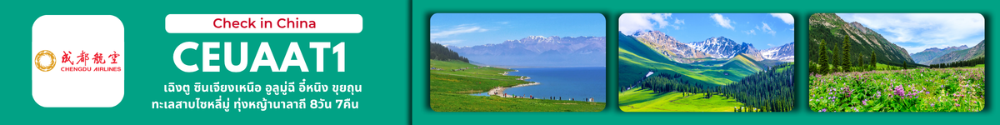 成都航空
CHENGDU AIRLINES
Check in China
CEUAAT1
เฉิงตู ซินเจียงเหนือ อูลูมู่ฉี อี๋หนิง ขุยถุน
ทะเลสาบไซหลี่มู่ ทุ่งหญ้านาลาถี 8วัน 7คืน